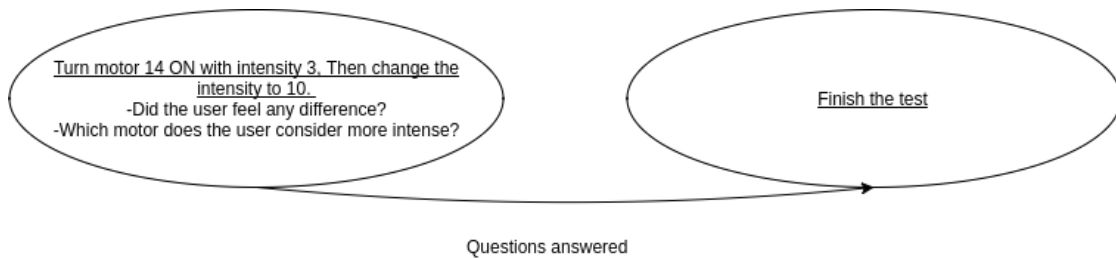 Turn motor 14 ON with intensity 3, Then change the
intensity to 10.
-Did the user feel any difference?
-Which motor does the user consider more intense?
Finish the test
Questions answered